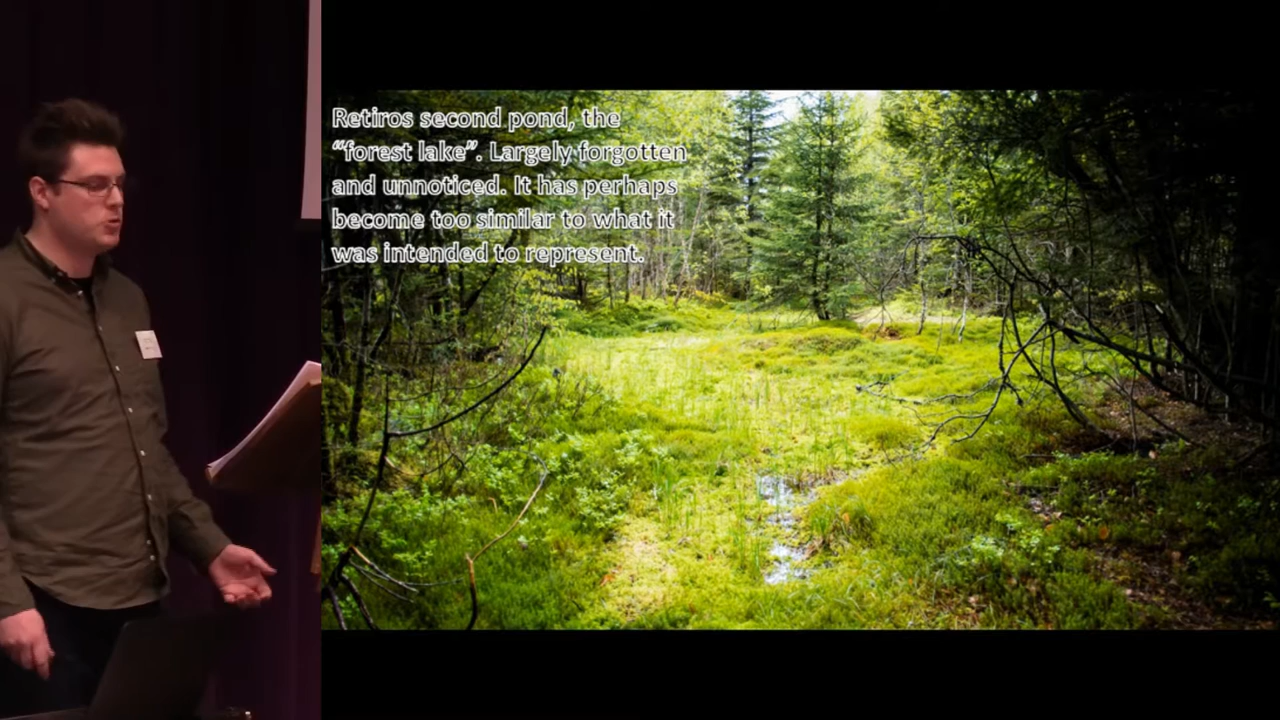 Retiros second pond, the
“forest lake”. Largely forgotten
and unnoticed. It has perhaps
become too similar to what it
was intended to represent.